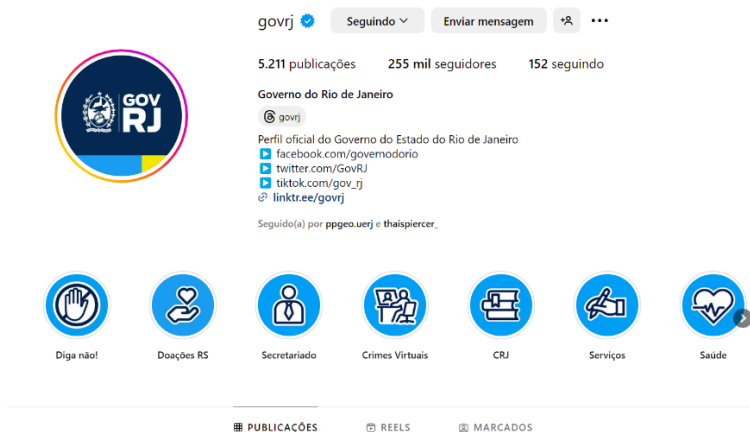 govrj
Seguindo
Enviar mensagem
5.211 publicações
255 mil seguidores
152 seguindo
GOV
RJ
Governo do Rio de Janeiro
govrj
Perfil oficial do Governo do Estado do Rio de Janeiro
facebook.com/governodorio
twitter.com/GovRJ
tiktok.com/gov_rj
linktr.ee/govrj
Seguido(a) por ppgeo.uerj e thaispiercer_
Diga não!
Doações RS
Secretariado
Crimes Virtuais
CRJ
Serviços
Saúde
PUBLICAÇÕES
REELS
MARCADOS